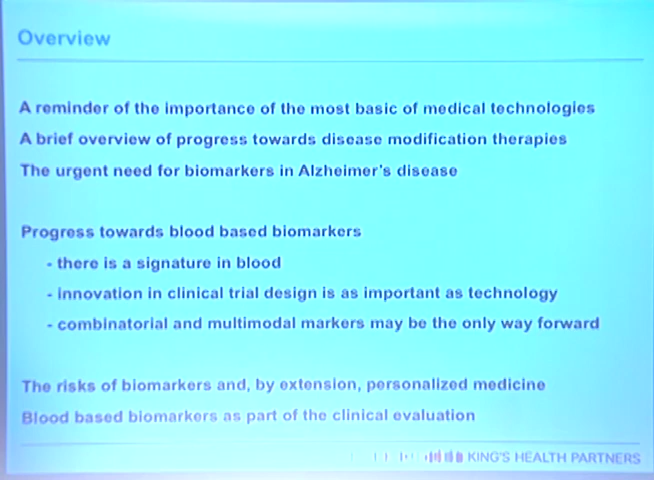 Overview
A reminder of the importance of the most basic of medical technologies
A brief overview of progress towards disease modification therapies
The urgent need for biomarkers in Alzheimer's disease
Progress towards blood based biomarkers
- there is a signature in blood
- innovation in clinical trial design is as important as technology
- combinatorial and multimodal markers may be the only way forward
The risks of biomarkers and, by extension, personalized medicine
Blood based biomarkers as part of the clinical evaluation
KING'S HEALTH PARTNERS